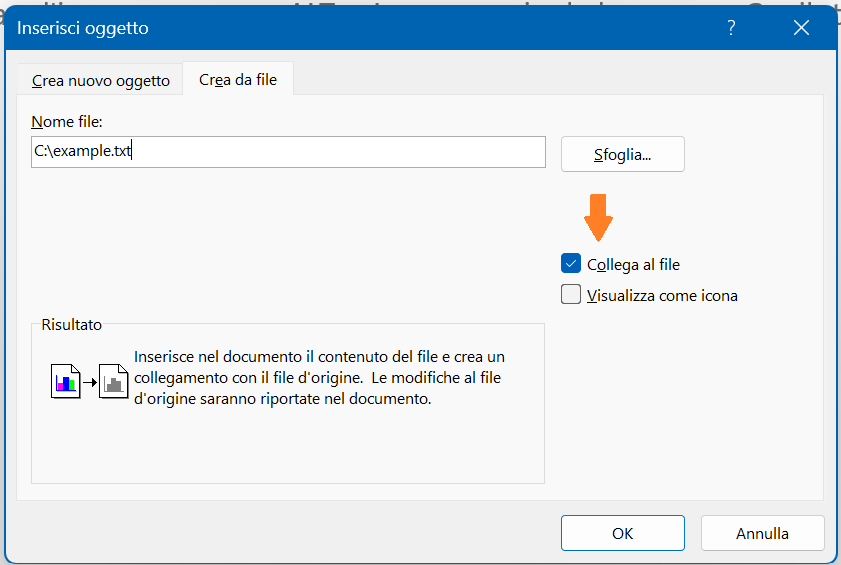 Inserisci oggetto
?
Crea nuovo oggetto
Crea da file
Nome file:
C:\example.txt
Sfoglia...
Collega al file
Visualizza come icona
Risultato
Inserisce nel documento il contenuto del file e crea un
collegamento con il file d'origine. Le modifiche al file
d'origine saranno riportate nel documento.
OK
Annulla